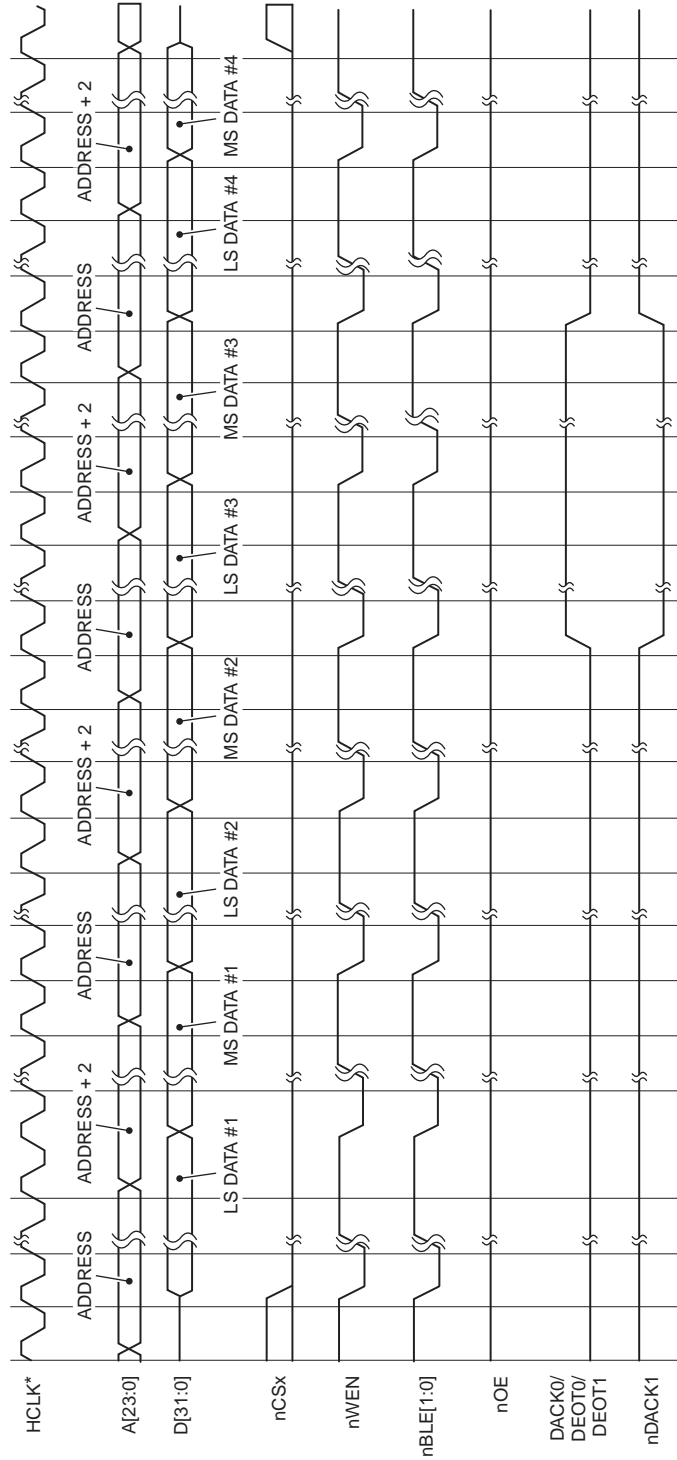 HCLK*
ADDRESS
ADDRESS + 2
ADDRESS
ADDRESS + 2
ADDRESS
ADDRESS + 2
ADDRESS
ADDRESS + 2
A[23:0]
D[31:0]
LS DATA #1
MS DATA #1
LS DATA #2
MS DATA #2
LS DATA #3
MS DATA #3
LS DATA #4
MS DATA #4
nCSx
nWEN
nBLE[1:0]
nOE
DACK0/
DEOT0/
DEOT1
nDACK1